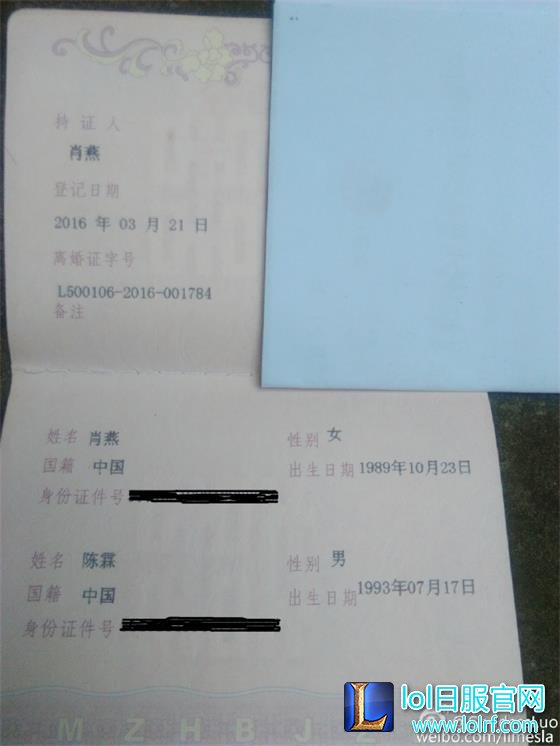 持证人
肖燕
登记日期
2016 年 03 月 21 日
离婚证字号
L500106-2016-001784
备注
姓名 肖燕 性别 女
国籍 中国 出生日期 1989年10月23日
身份证件号
姓名 陈霖 性别 男
国籍 中国 出生日期 1993年07月17日
身份证件号
M Z H B J Z
lol日服官网
www.lolrf.com
weibo.com/limesla